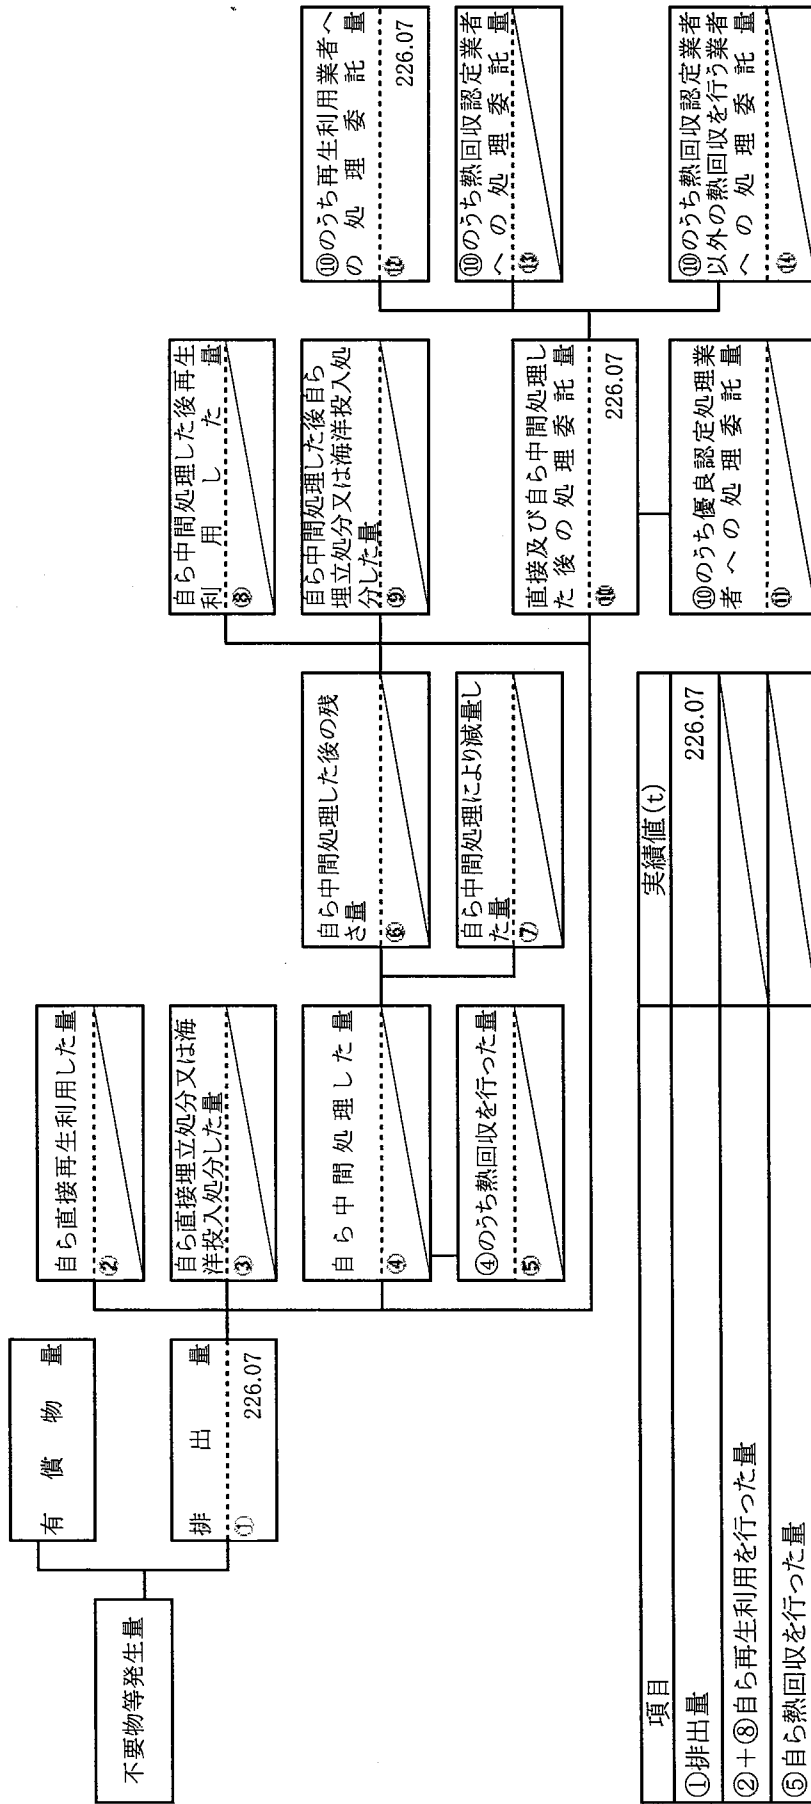 不要物等発生量
有償物量
排出量
①
226.07
自ら直接再生利用した量
②
自ら直接埋立処分又は海
洋投入処分した量
③
自ら中間処理した量
④
④のうち熱回収を行った量
⑤
自ら中間処理した後の残
さ量
⑥
自ら中間処理により減量し
た量
⑦
自ら中間処理した後再生
利用した量
⑧
自ら中間処理した後自ら
埋立処分又は海洋投入処
分した量
⑨
直接及び自ら中間処理し
た後の処理委託量
⑩
226.07
⑩のうち優良認定処理業
者への処理委託量
⑪
⑩のうち再生利用業者へ
の処理委託量
⑫
226.07
⑩のうち熱回収認定業者
への処理委託量
⑬
⑩のうち熱回収認定業者
以外の熱回収を行う業者
への処理委託量
⑭
項目 実績値(t)
①排出量 226.07
②+⑧自ら再生利用を行った量
⑤自ら熱回収を行った量